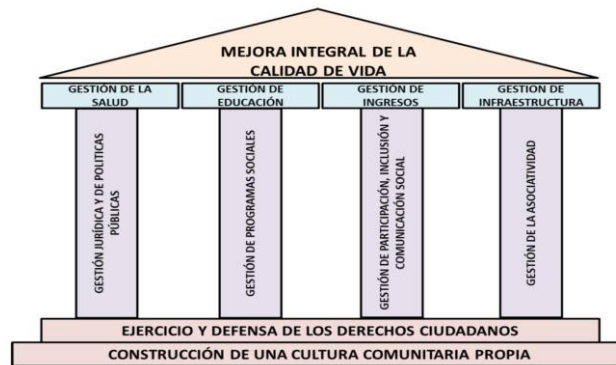 MEJORA INTEGRAL DE LA
CALIDAD DE VIDA
GESTIÓN DE LA
SALUD
GESTIÓN DE
EDUCACIÓN
GESTIÓN DE
INGRESOS
GESTION DE
INFRAESTRUCTURA
GESTIÓN JURÍDICA Y DE POLITICAS
PÚBLICAS
GESTIÓN DE PROGRAMAS SOCIALES
GESTIÓN DE PARTICIPACIÓN, INCLUSIÓN Y
COMUNICACIÓN SOCIAL
GESTIÓN DE LA ASOCIATIVIDAD
EJERCICIO Y DEFENSA DE LOS DERECHOS CIUDADANOS
CONSTRUCCIÓN DE UNA CULTURA COMUNITARIA PROPIA